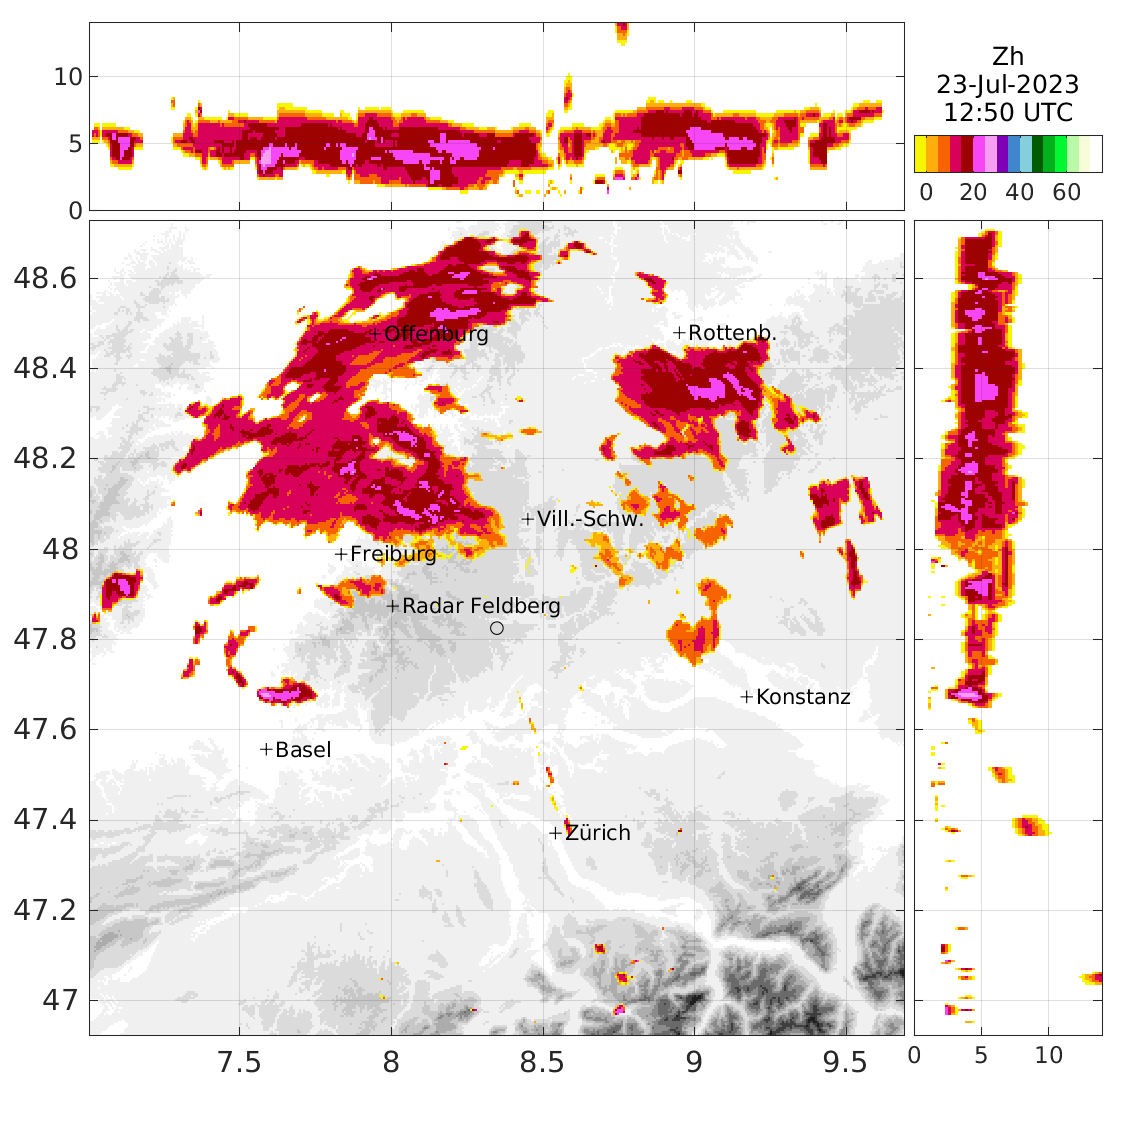 10
5
0
Zh
23-Jul-2023
12:50 UTC
0 20 40 60
48.6
48.4
48.2
48
47.8
47.6
47.4
47.2
47
Offenburg
Rottenb.
Vill.-Schw.
Freiburg
Radar Feldberg
Konstanz
Basel
Zürich
7.5 8 8.5 9 9.5
0 5 10